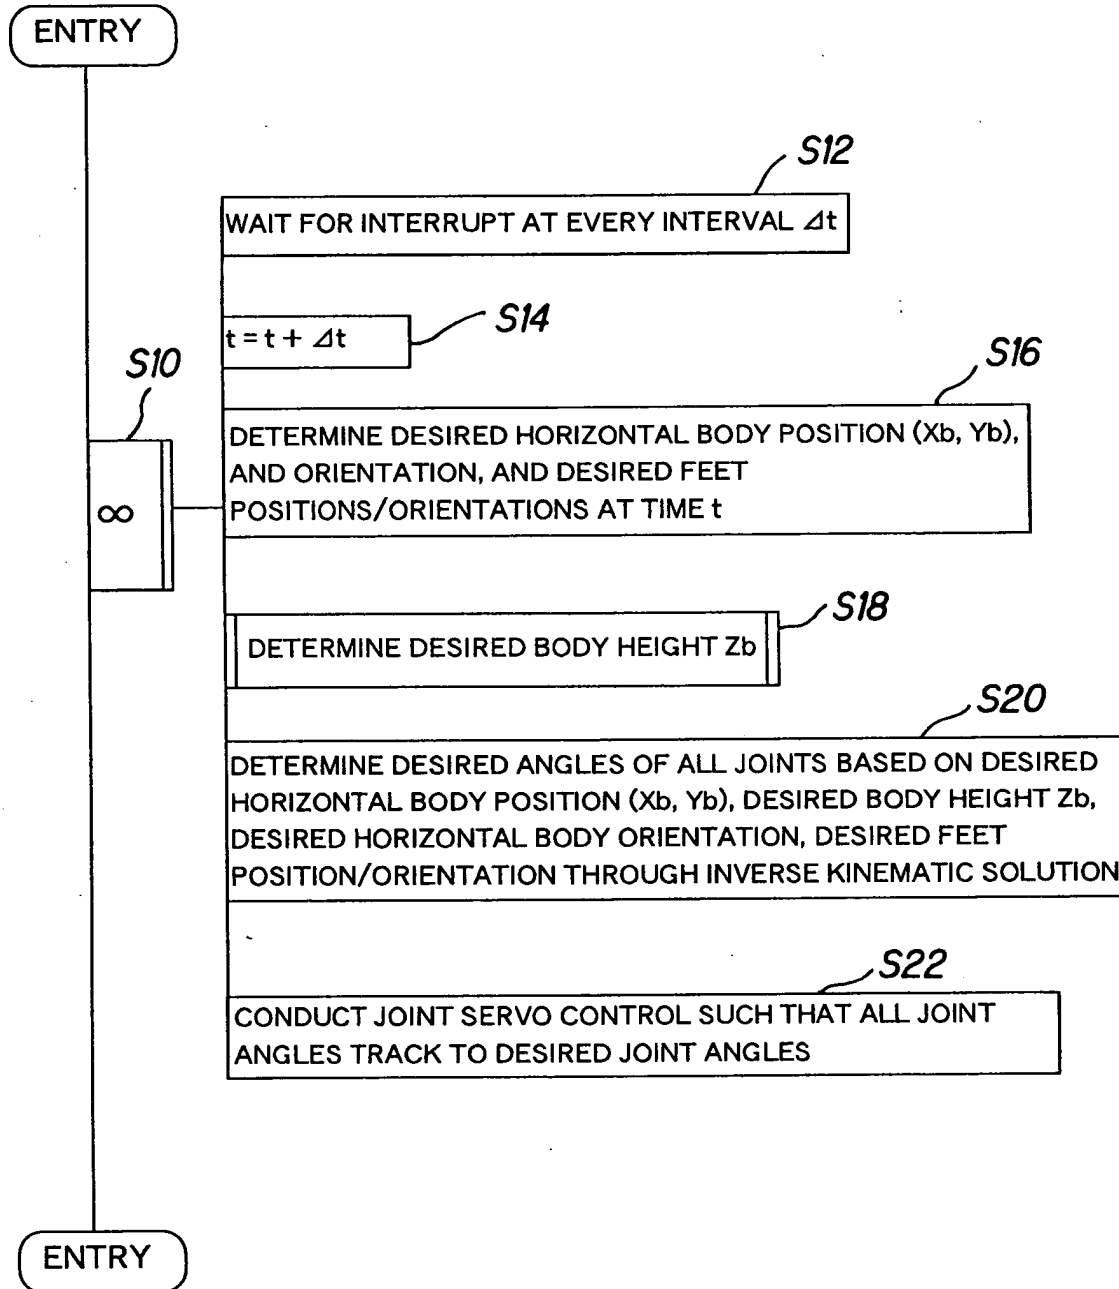 ENTRY
S12
WAIT FOR INTERRUPT AT EVERY INTERVAL ⊿t
S14
t = t + ⊿t
S10
∞
S16
DETERMINE DESIRED HORIZONTAL BODY POSITION (Xb, Yb),
AND ORIENTATION, AND DESIRED FEET
POSITIONS/ORIENTATIONS AT TIME t
S18
DETERMINE DESIRED BODY HEIGHT Zb
S20
DETERMINE DESIRED ANGLES OF ALL JOINTS BASED ON DESIRED
HORIZONTAL BODY POSITION (Xb, Yb), DESIRED BODY HEIGHT Zb,
DESIRED HORIZONTAL BODY ORIENTATION, DESIRED FEET
POSITION/ORIENTATION THROUGH INVERSE KINEMATIC SOLUTION
S22
CONDUCT JOINT SERVO CONTROL SUCH THAT ALL JOINT
ANGLES TRACK TO DESIRED JOINT ANGLES
ENTRY